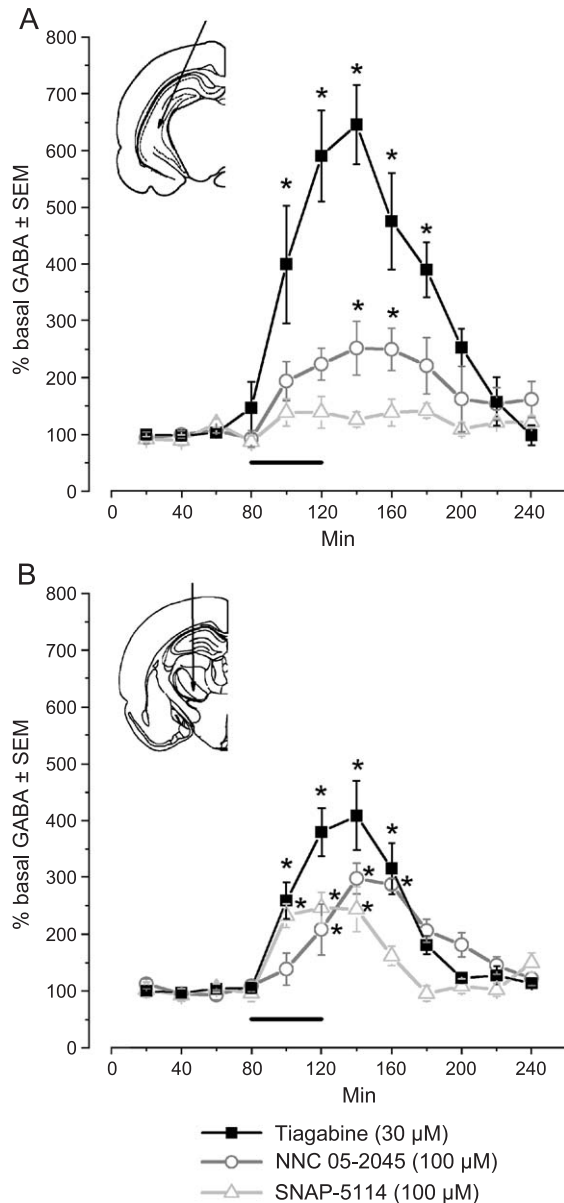 A
% basal GABA ± SEM
800
700
600
500
400
300
200
100
0
* * * * *
* *
0 40 80 120 160 200 240
Min
B
% basal GABA ± SEM
800
700
600
500
400
300
200
100
0
* * * *
* * * * * *
0 40 80 120 160 200 240
Min
Tiagabine (30 µM)
NNC 05-2045 (100 µM)
SNAP-5114 (100 µM)